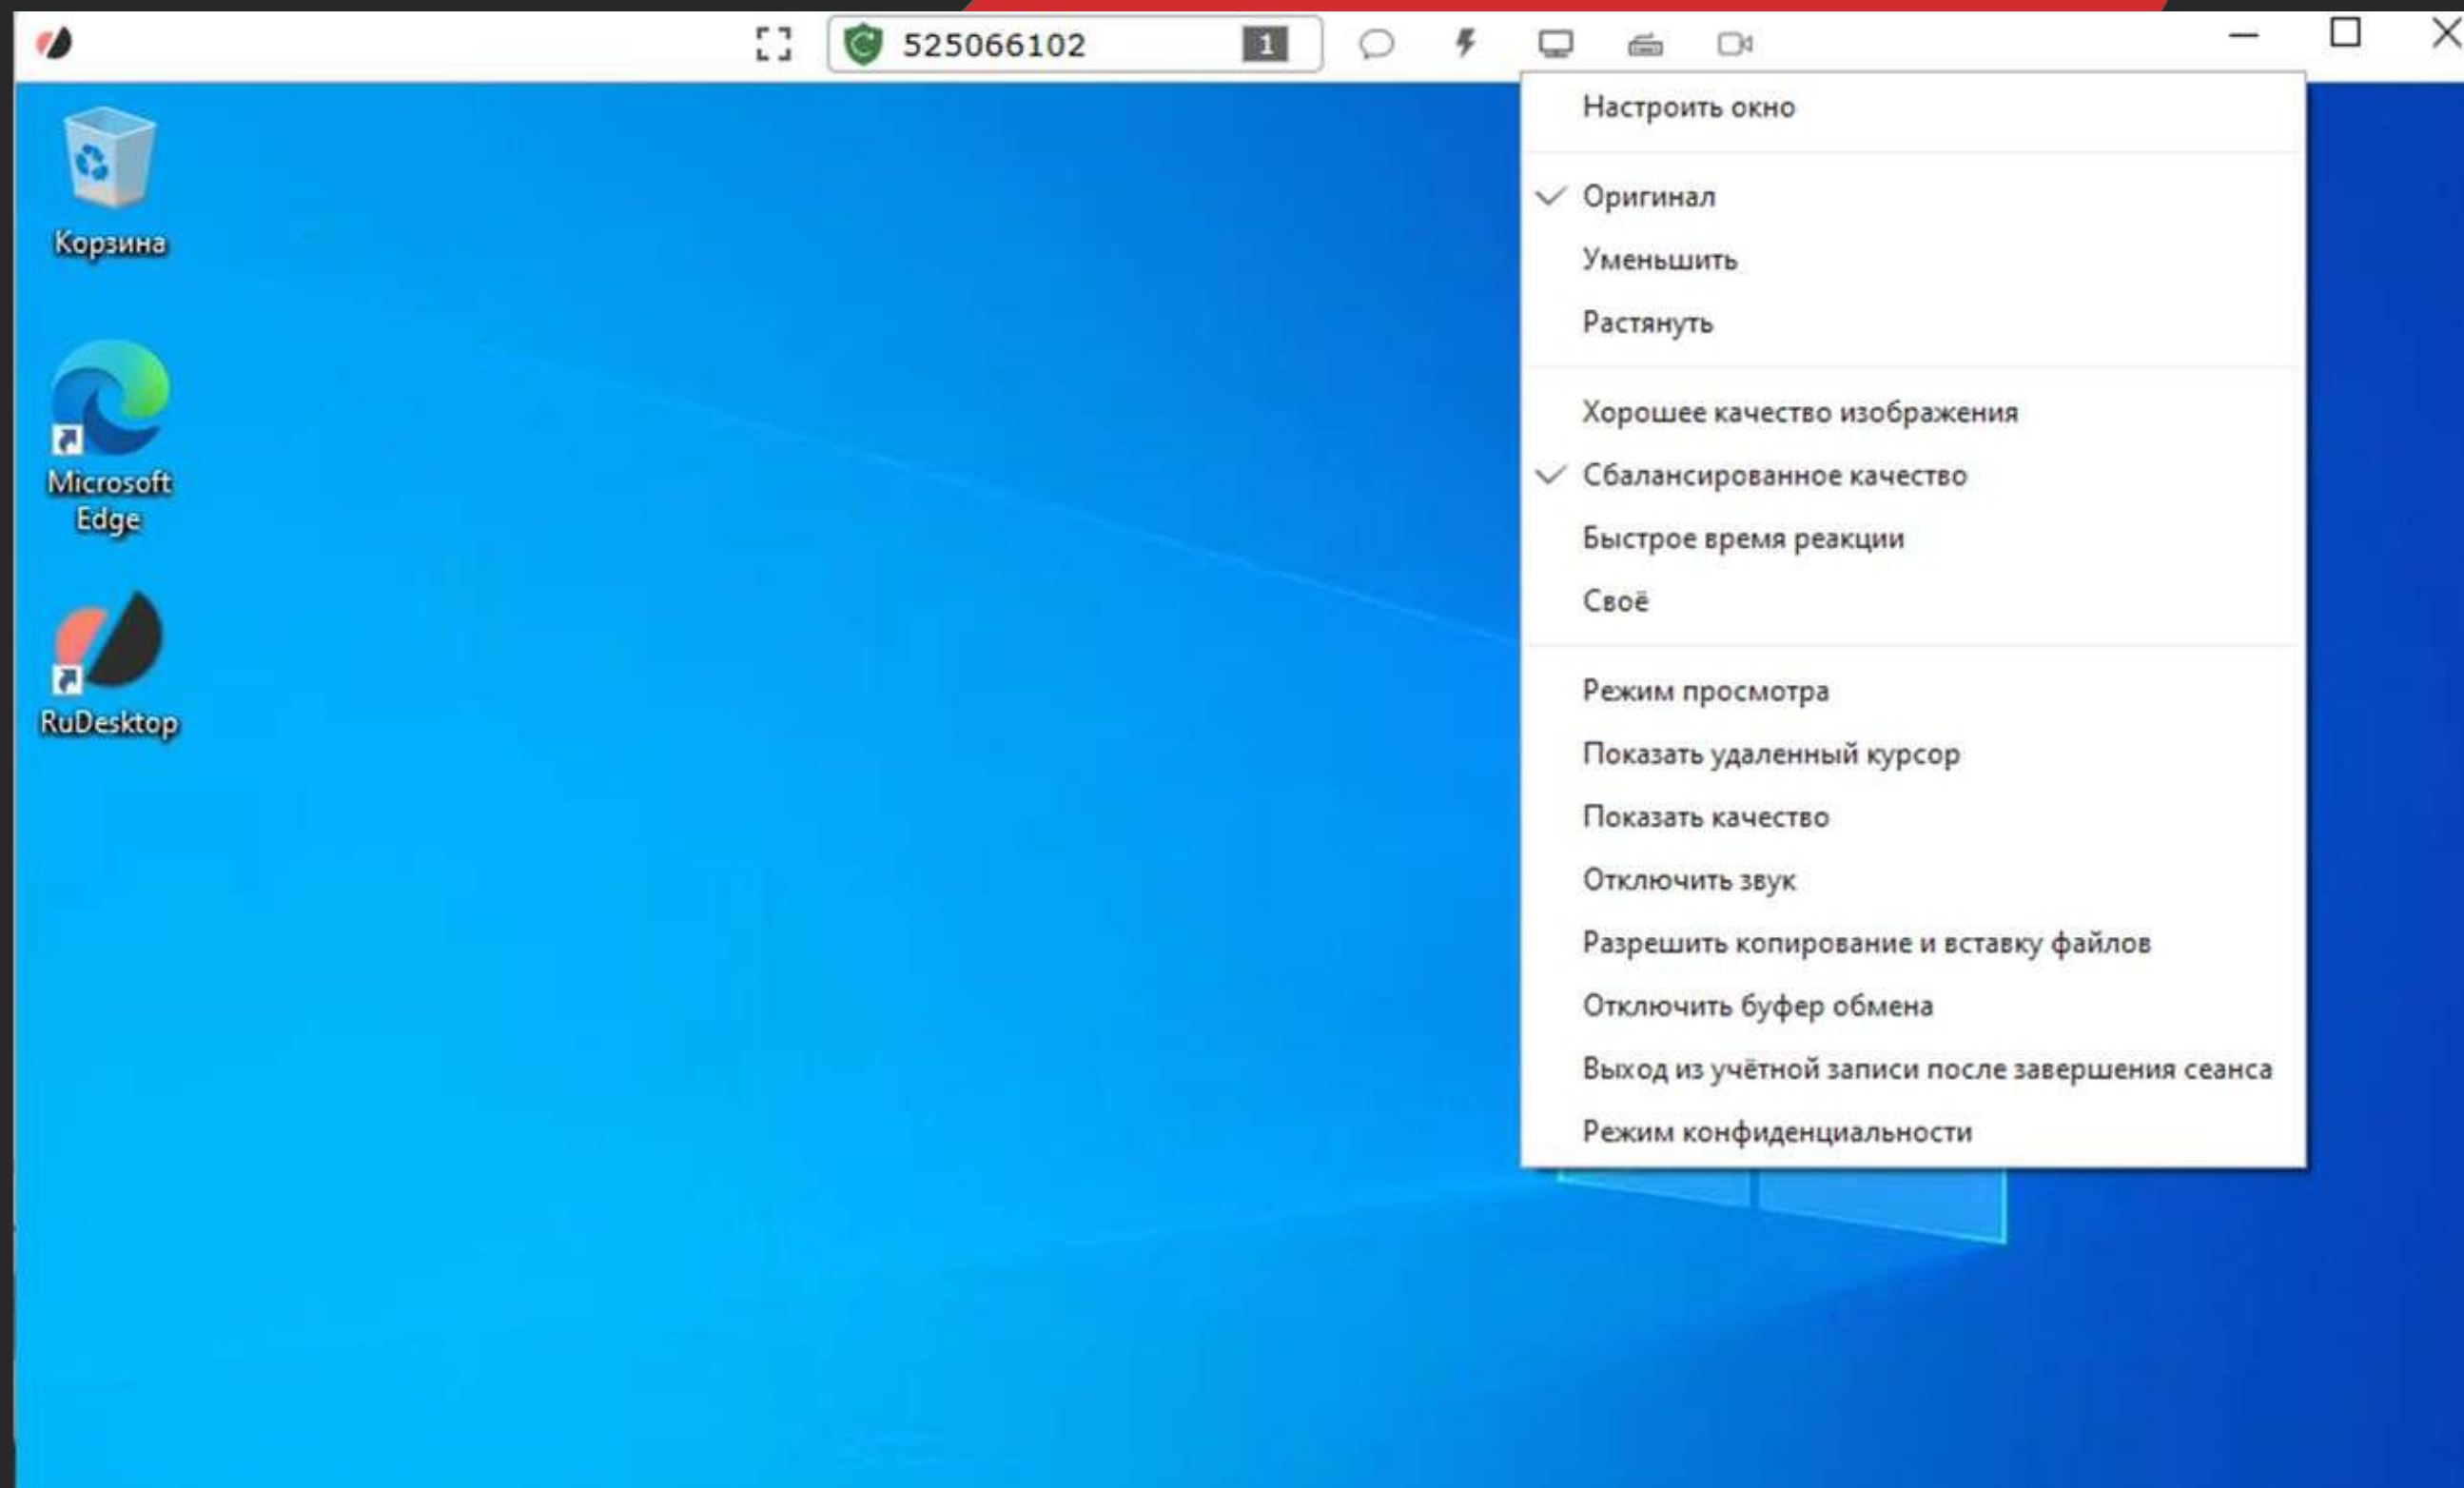 525066102
1
Корзина
Microsoft
Edge
RuDesktop
Настроить окно
Оригинал
Уменьшить
Растянуть
Хорошее качество изображения
Сбалансированное качество
Быстрое время реакции
Своё
Режим просмотра
Показать удаленный курсор
Показать качество
Отключить звук
Разрешить копирование и вставку файлов
Отключить буфер обмена
Выход из учётной записи после завершения сеанса
Режим конфиденциальности